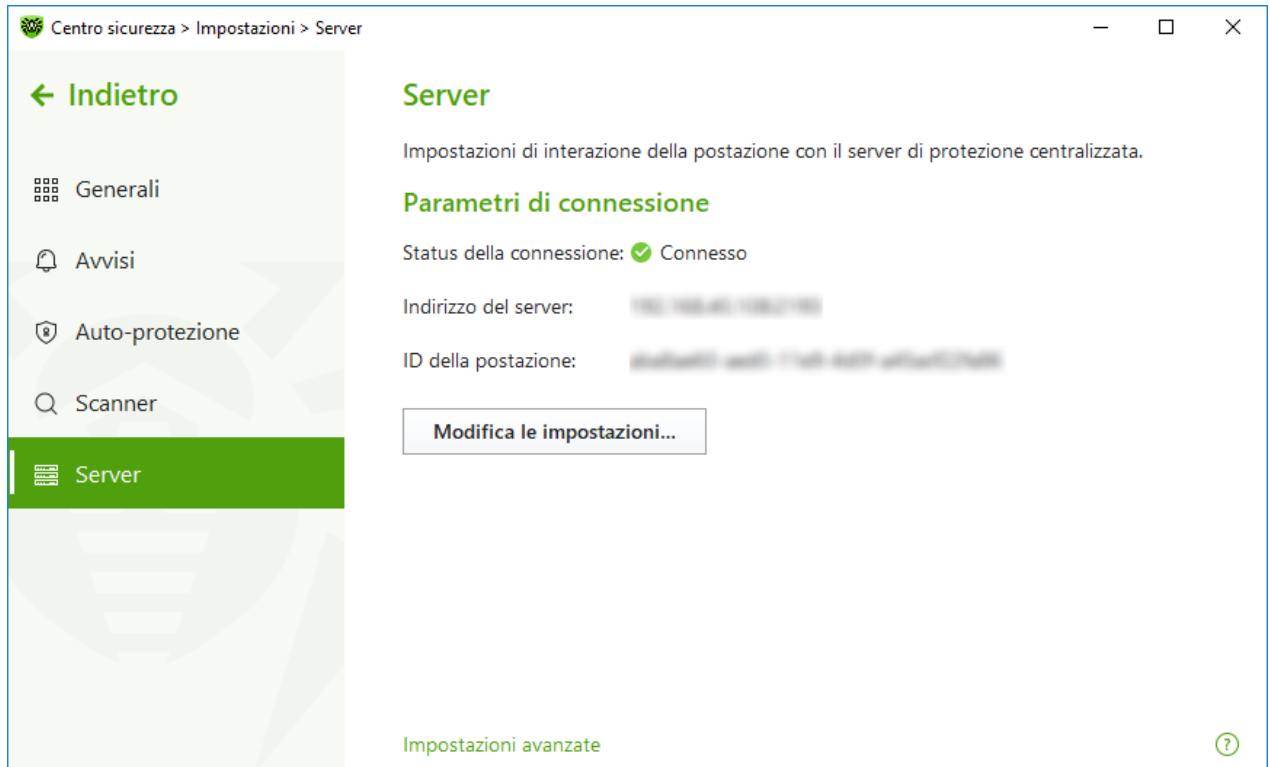 Centro sicurezza > Impostazioni > Server
Indietro
Generali
Avvisi
Auto-protezione
Scanner
Server
Server
Impostazioni di interazione della postazione con il server di protezione centralizzata.
Parametri di connessione
Status della connessione: Connesso
Indirizzo del server:
ID della postazione:
Modifica le impostazioni...
Impostazioni avanzate
?